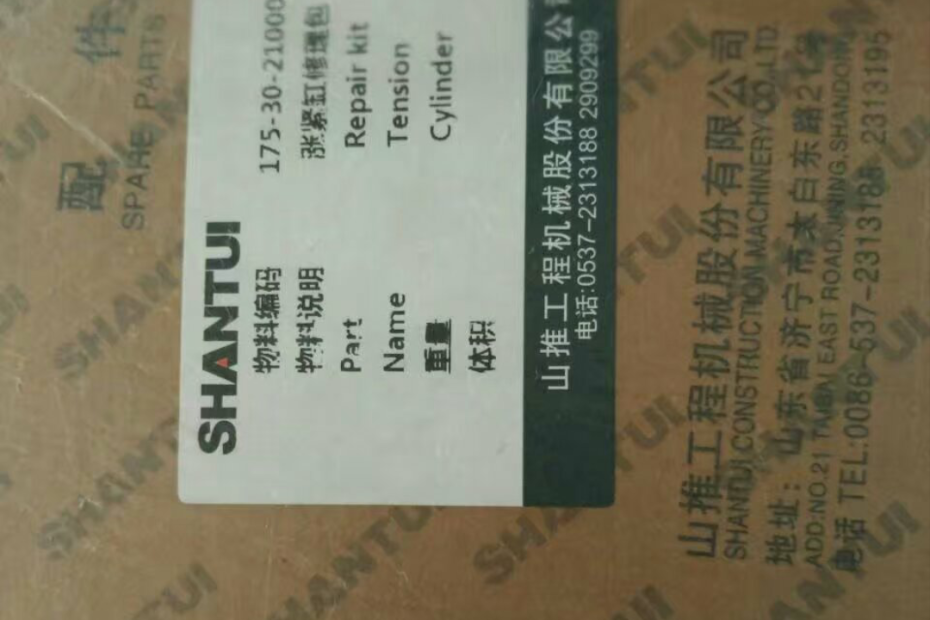 配件
SPARE PARTS
SHANTUI
物料编码 175-30-21000
物料说明 涨紧缸修理包
Part Repair kit
Name Tension
重量 Cylinder
体积
山推工程机械股份有限公司
电话:0537-2313188 2909299
山推工程机械股份有限公司
SHANTUI CONSTRUCTION MACHINERY CO.,LTD
地址：山东省济宁市太白东路21号
ADD:NO.21 TAIBAI EAST ROAD,JINING,SHANDONG
电话 TEL:0086-537-2313188 2313195